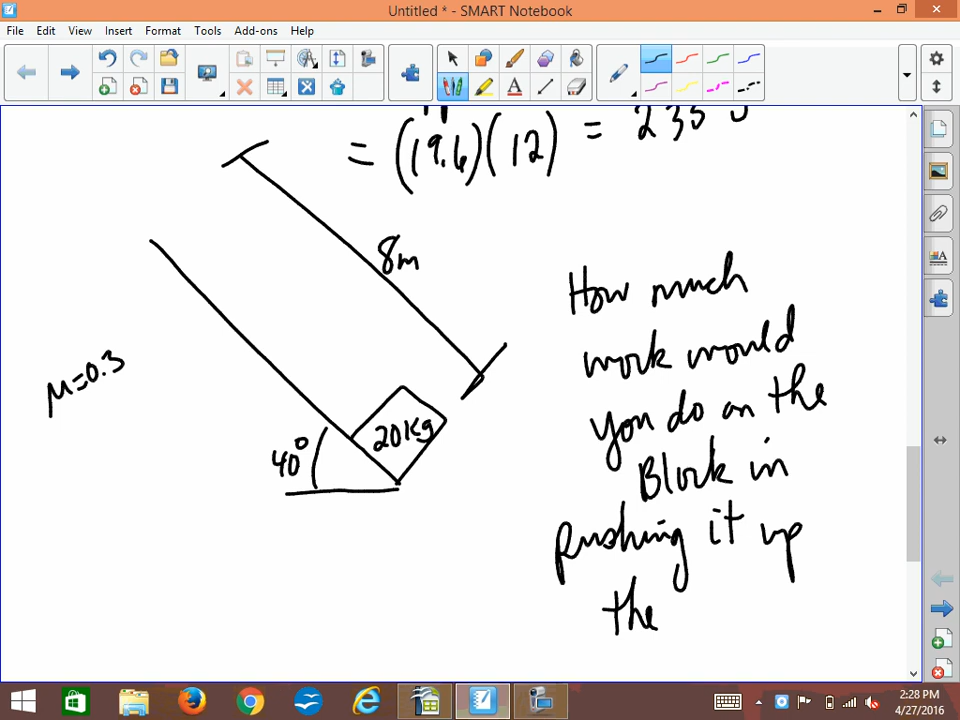 Untitled * - SMART Notebook
File Edit View Insert Format Tools Add-ons Help
= (19.6)(12) = 235 J
8m
μ=0.3
20Kg
40°
How much
work would
you do on the
Block in
pushing it up
the
2:28 PM
4/27/2016